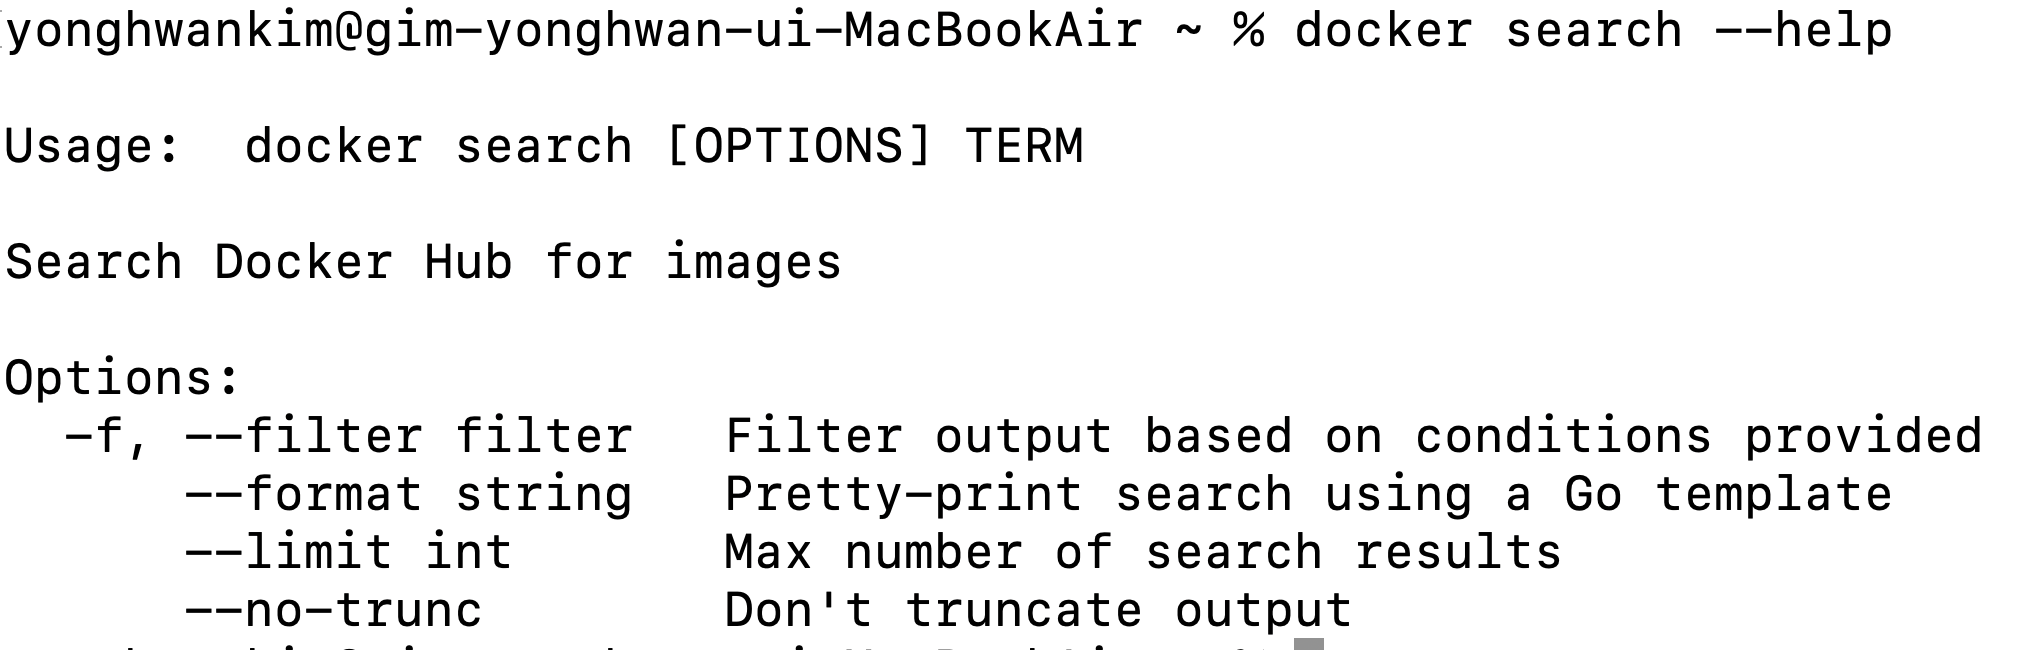 yonghwankim@gim-yonghwan-ui-MacBookAir ~ % docker search --help
Usage:  docker search [OPTIONS] TERM
Search Docker Hub for images
Options:
  -f, --filter filter   Filter output based on conditions provided
      --format string   Pretty-print search using a Go template
      --limit int       Max number of search results
      --no-trunc        Don't truncate output